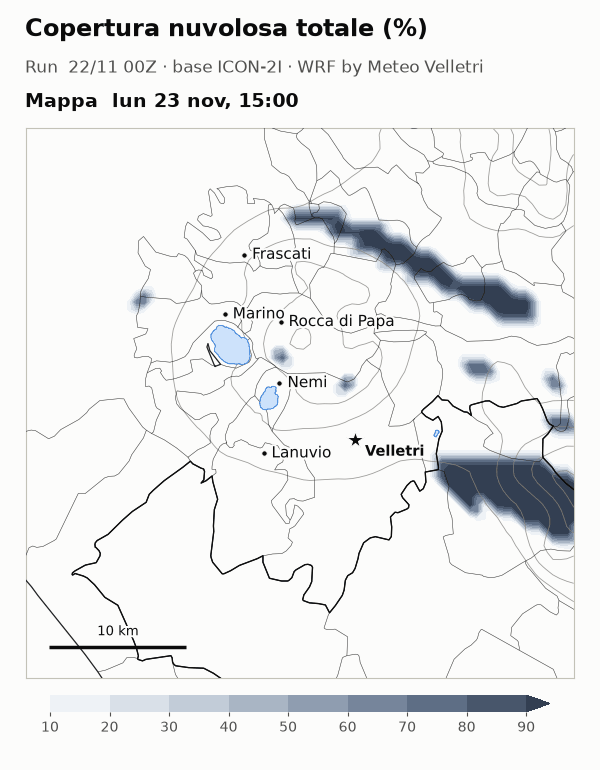 Copertura nuvolosa totale (%)
Run  22/11 00Z · base ICON-2I · WRF by Meteo Velletri
Mappa  lun 23 nov, 15:00
Frascati
Marino
Rocca di Papa
Nemi
Velletri
Lanuvio
10 km
10 20 30 40 50 60 70 80 90